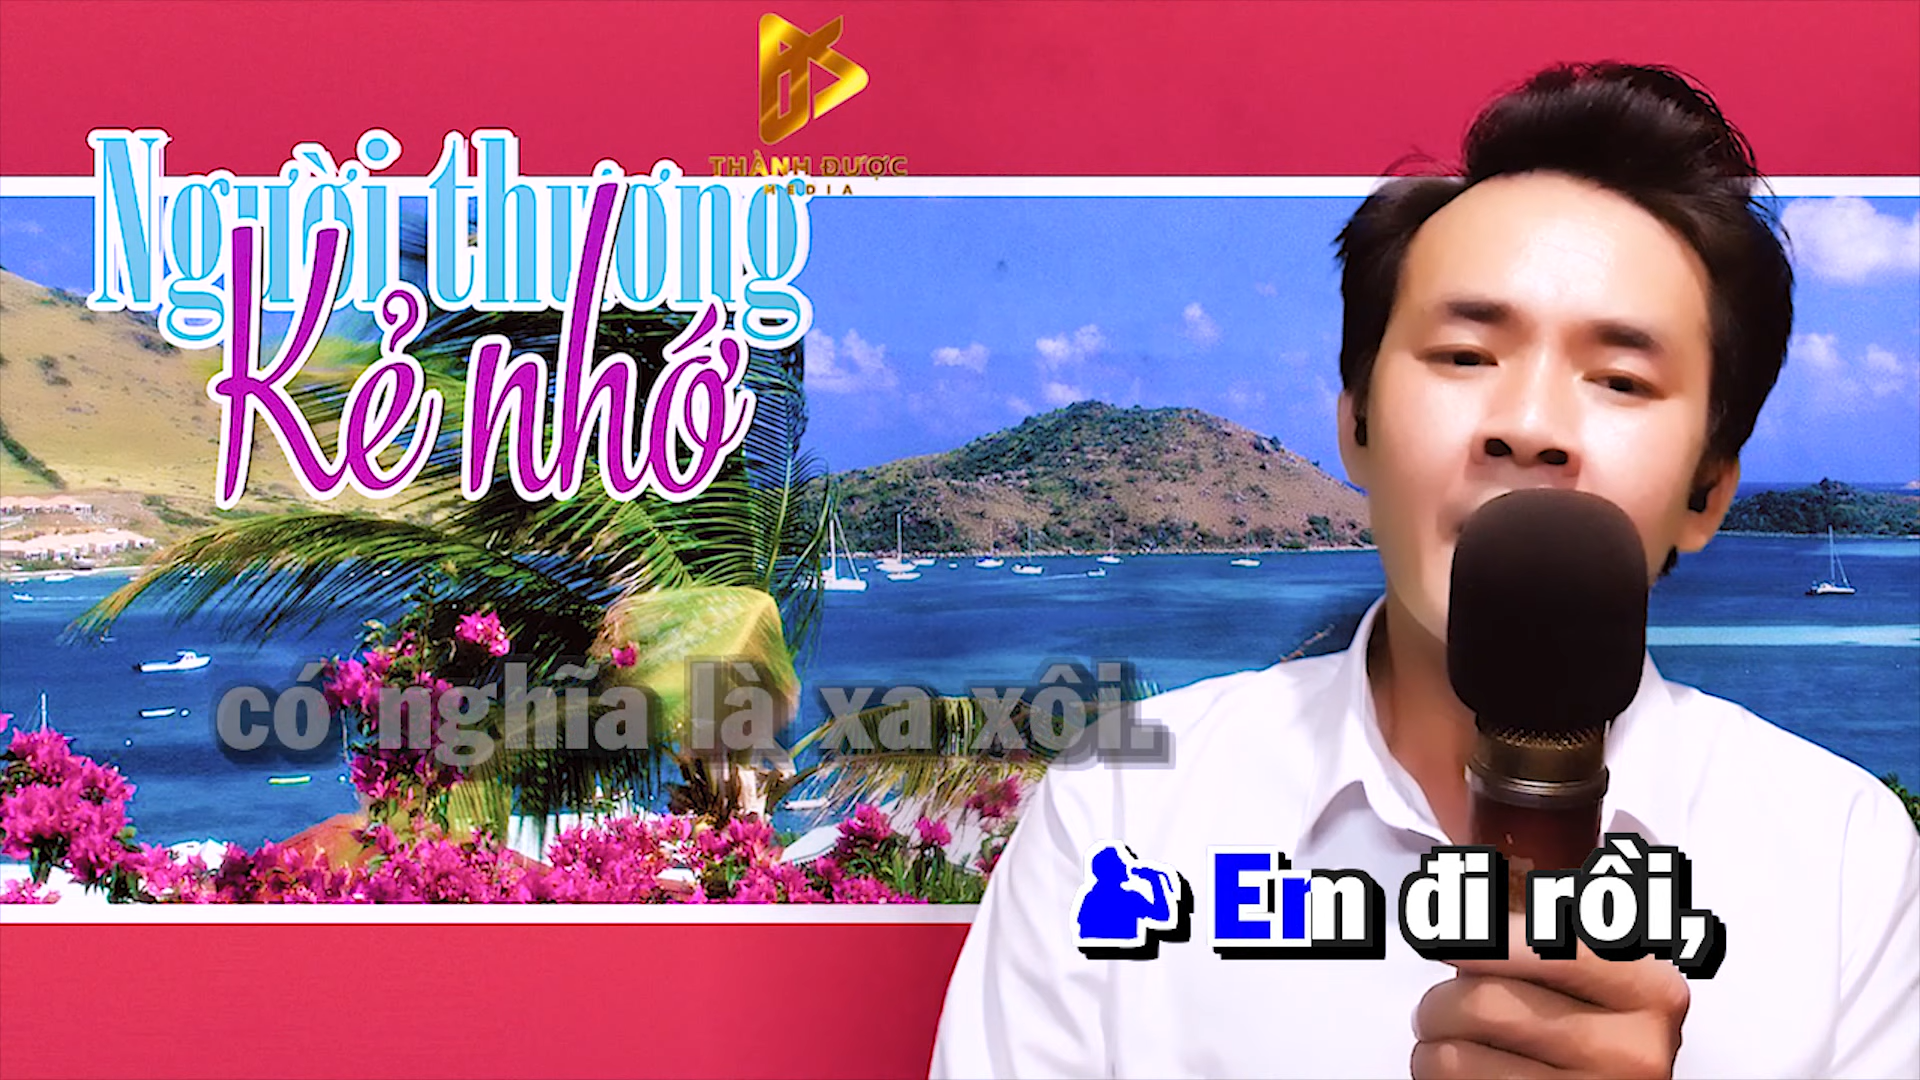 THÀNH ĐƯỢC
MEDIA
Người thương
Kẻ nhớ
có nghĩa là xa xôi.
Em đi rồi,